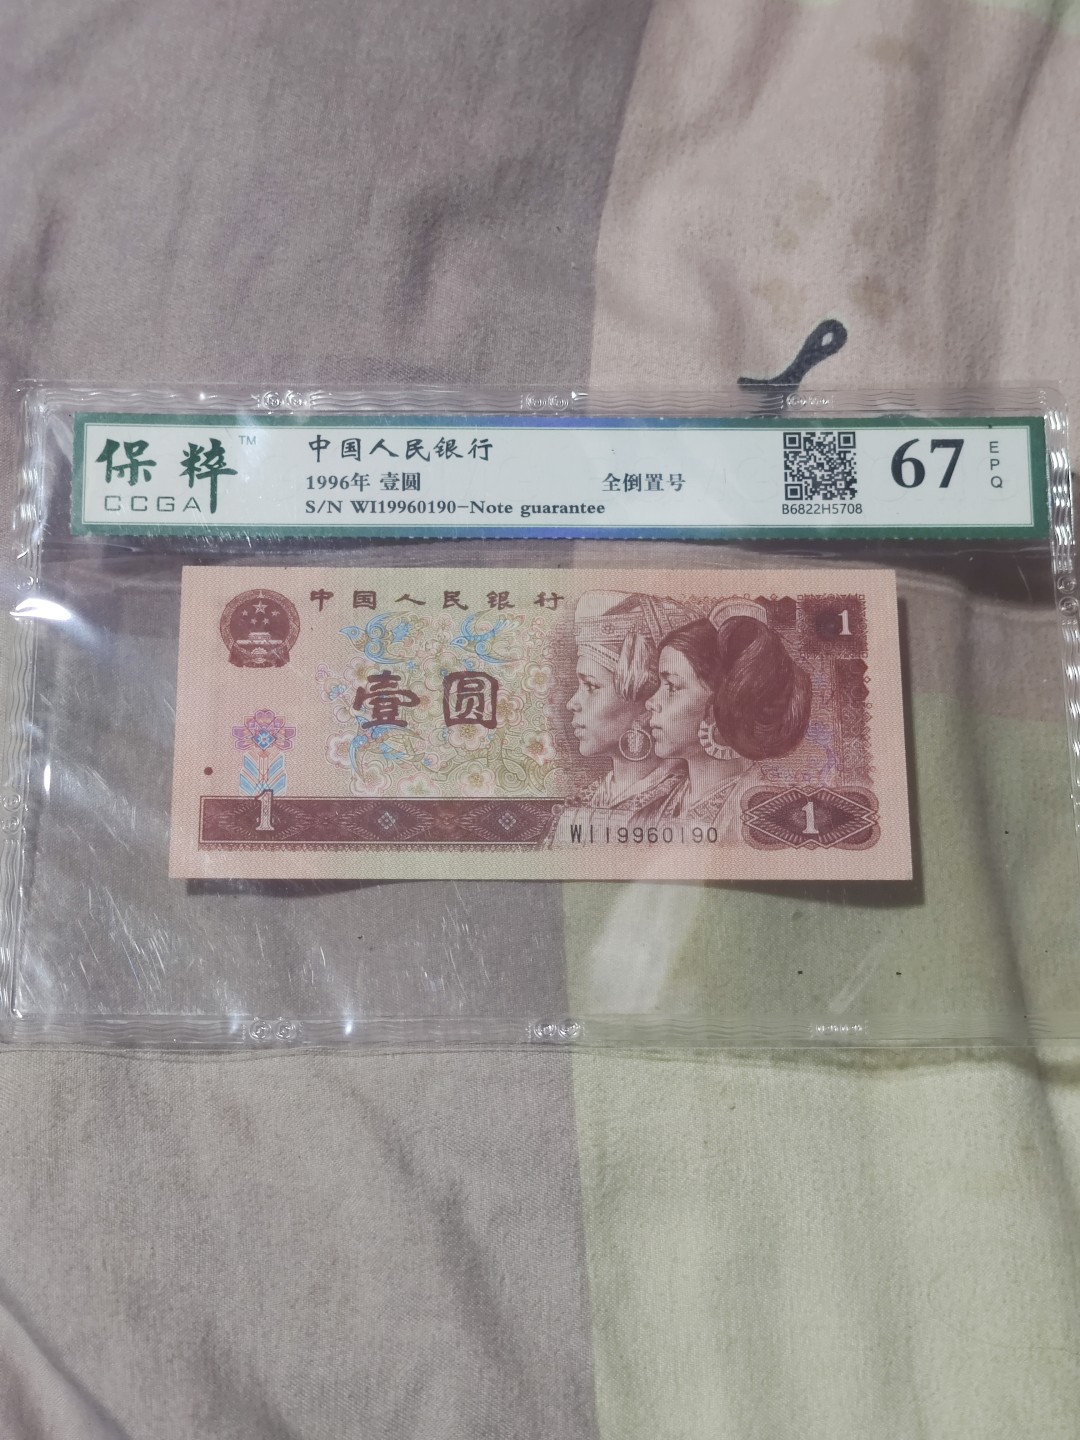 保粹™
CCGA
中国人民银行
1996年 壹圆
全倒置号
S/N WI19960190-Note guarantee
B6822H5708
67
EPQ
中国人民银行
1
壹圆
1
WI19960190
1